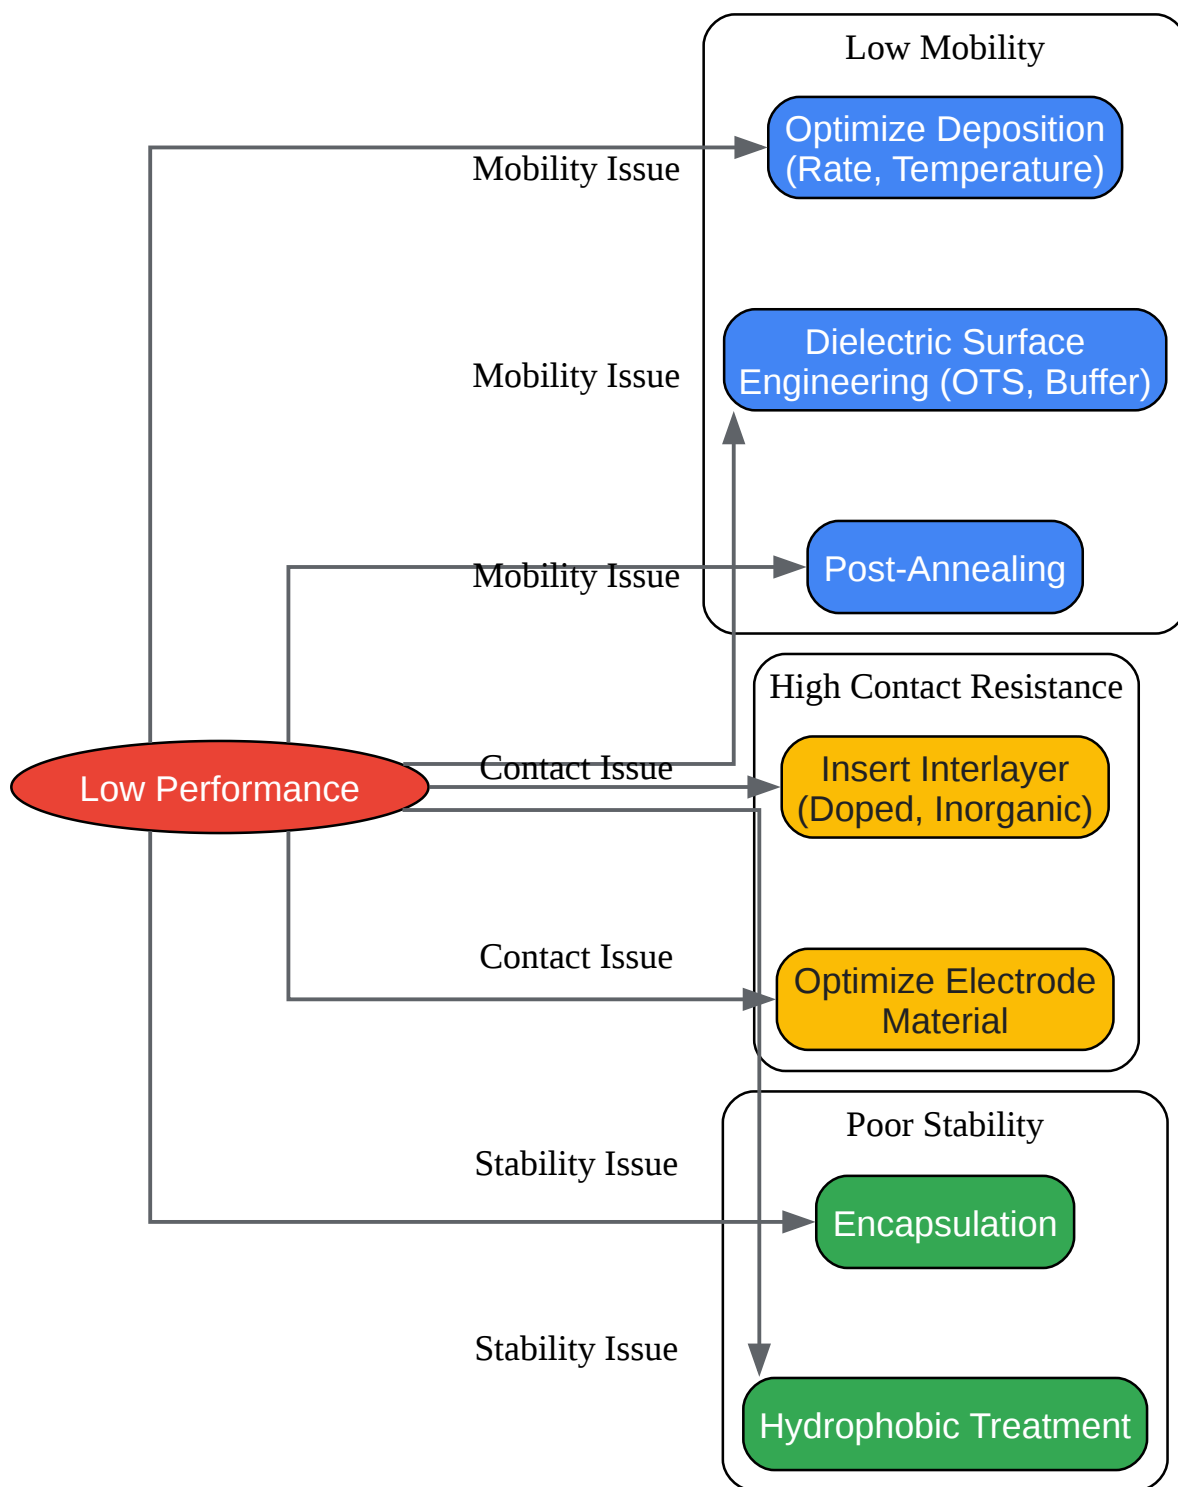 Low Mobility
Optimize Deposition
(Rate, Temperature)
Mobility Issue
Dielectric Surface
Engineering (OTS, Buffer)
Mobility Issue
Post-Annealing
Mobility Issue
High Contact Resistance
Low Performance
Contact Issue
Insert Interlayer
(Doped, Inorganic)
Contact Issue
Optimize Electrode
Material
Poor Stability
Stability Issue
Encapsulation
Stability Issue
Hydrophobic Treatment